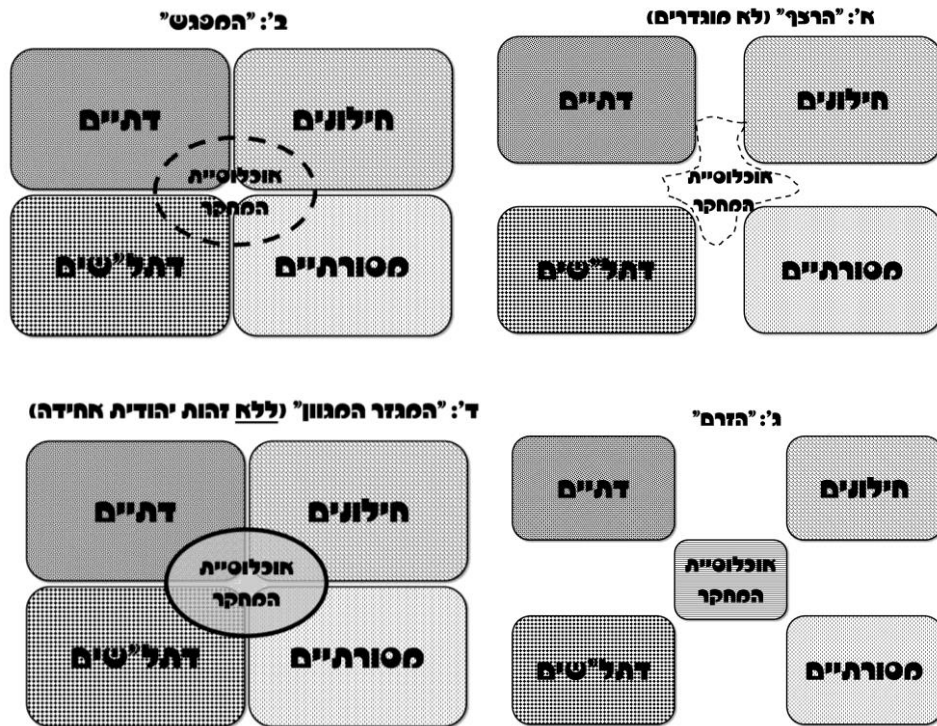 א': "הרצף" (לא מוגדרים)
חילונים
דתיים
אוכלוסיית
המחקר
מסורתיים
דתל"שים
ב': "המפגש"
חילונים
דתיים
אוכלוסיית
המחקר
מסורתיים
דתל"שים
ג': "הזרם"
חילונים
דתיים
אוכלוסיית
המחקר
מסורתיים
דתל"שים
ד': "המגזר המגוון" (ללא זהות יהודית אחידה)
חילונים
דתיים
אוכלוסיית
המחקר
מסורתיים
דתל"שים